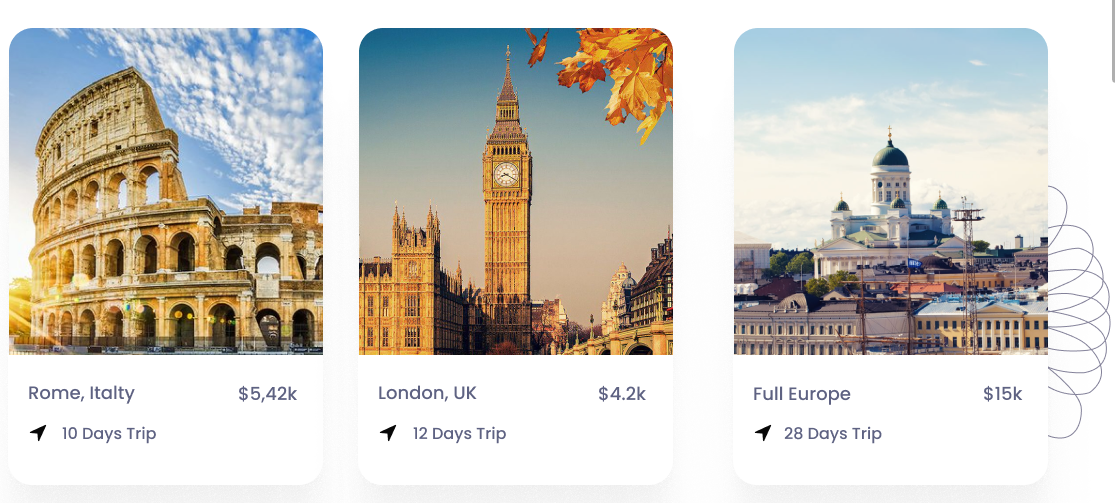 Rome, Italty
$5,42k
10 Days Trip
London, UK
$4.2k
12 Days Trip
Full Europe
$15k
28 Days Trip